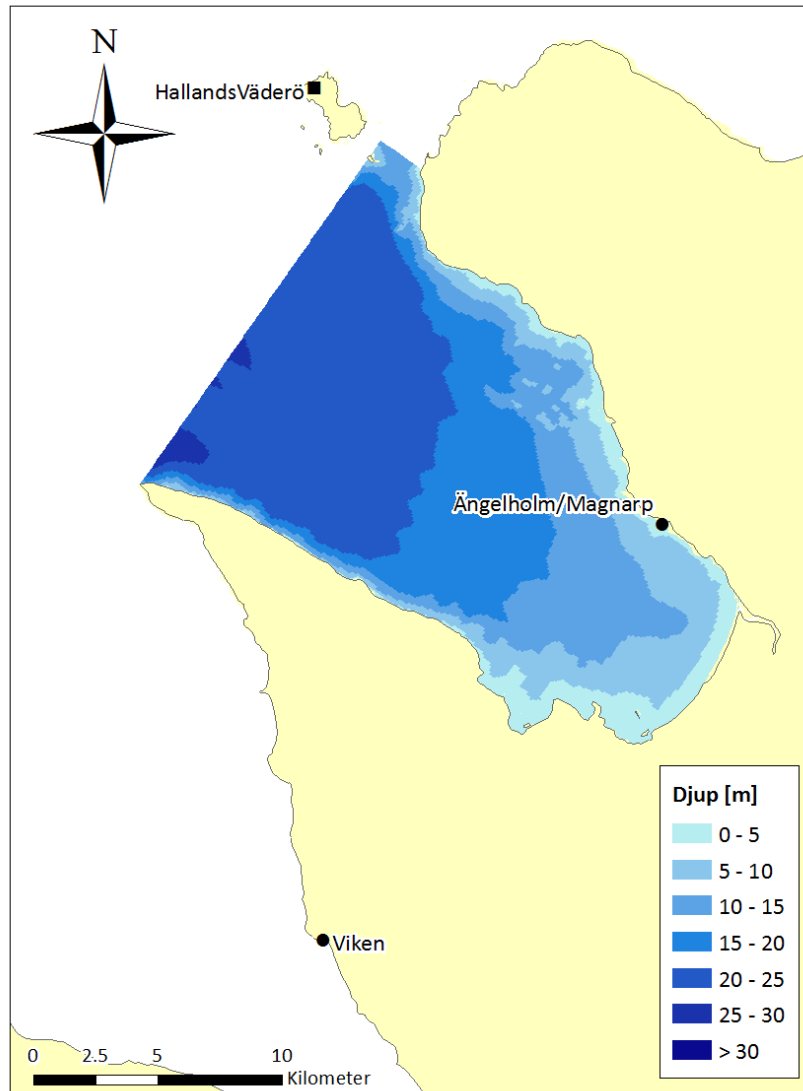 N
HallandsVäderö
Ängelholm/Magnarp
Viken
Djup [m]
0 - 5
5 - 10
10 - 15
15 - 20
20 - 25
25 - 30
> 30
0 2.5 5 10
Kilometer